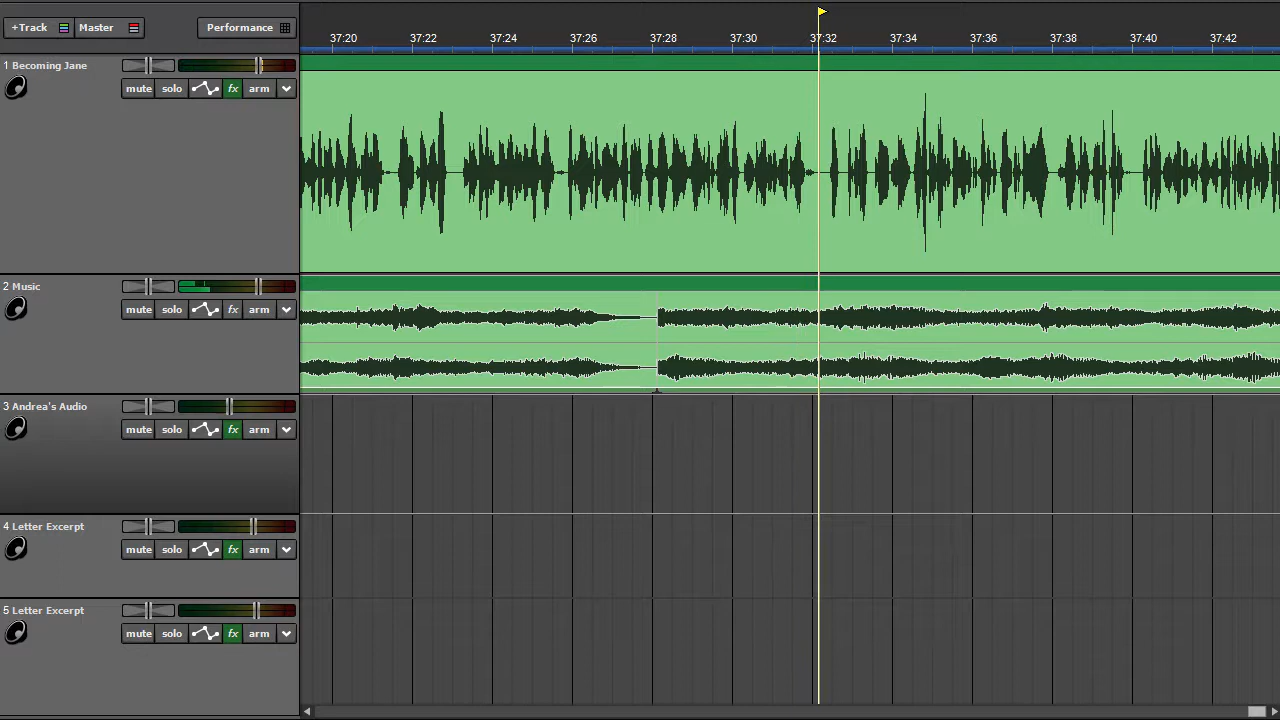 +Track Master Performance
37:20 37:22 37:24 37:26 37:28 37:30 37:32 37:34 37:36 37:38 37:40 37:42
1 Becoming Jane
mute solo fx arm
2 Music
mute solo fx arm
3 Andrea's Audio
mute solo fx arm
4 Letter Excerpt
mute solo fx arm
5 Letter Excerpt
mute solo fx arm